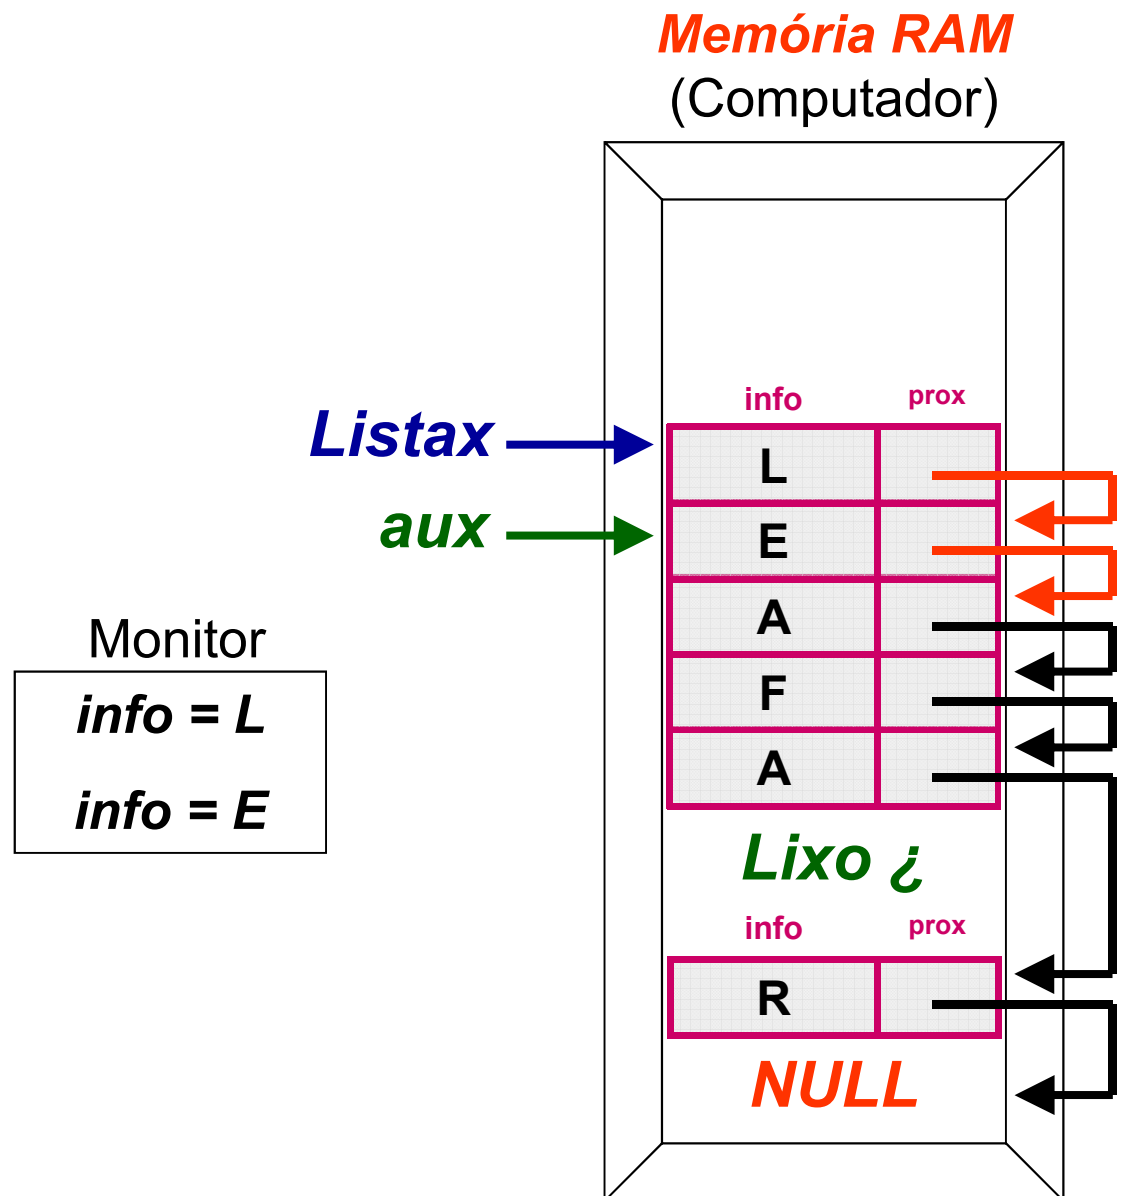 Memória RAM
(Computador)
info prox
Listax
L
aux
E
A
Monitor
F
info = L
A
info = E
Lixo ¿
info prox
R
NULL